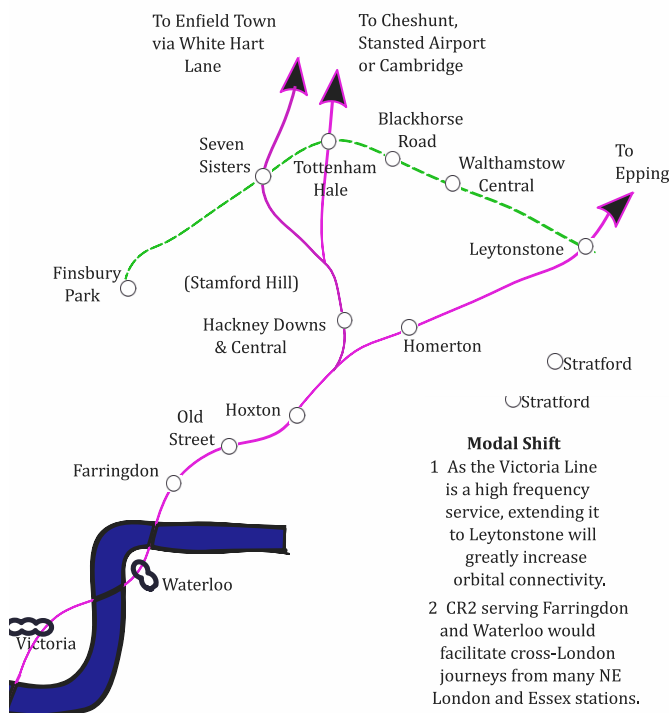 To Enfield Town
via White Hart
Lane
To Cheshunt,
Stansted Airport
or Cambridge
Blackhorse
Road
Seven
Sisters
Tottenham
Hale
Walthamstow
Central
To
Epping
Leytonstone
Finsbury
Park
(Stamford Hill)
Hackney Downs
& Central
Homerton
Stratford
Stratford
Hoxton
Old
Street
Farringdon
Waterloo
Victoria
Modal Shift
1 As the Victoria Line
is a high frequency
service, extending it
to Leytonstone will
greatly increase
orbital connectivity.
2 CR2 serving Farringdon
and Waterloo would
facilitate cross-London
journeys from many NE
London and Essex stations.